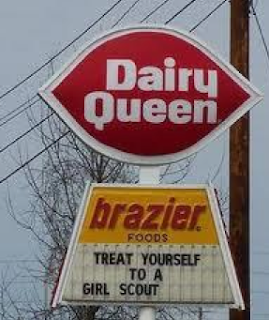 Dairy
Queen
brazier
FOODS
TREAT YOURSELF
TO A
GIRL SCOUT